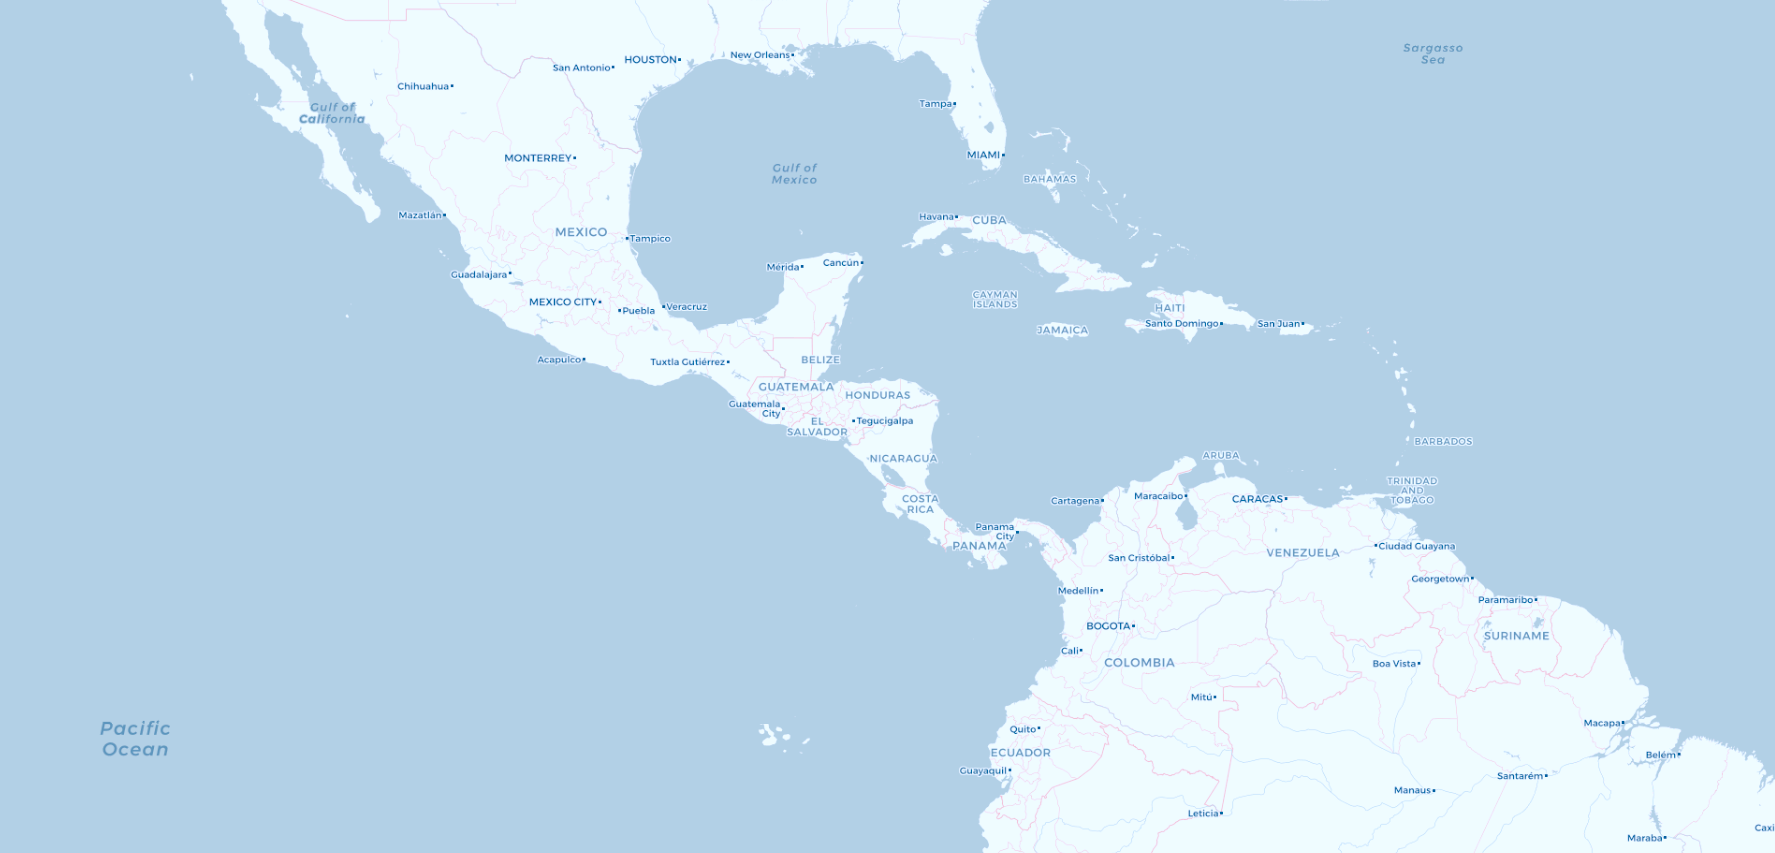 Sargasso
Sea
New Orleans
HOUSTON
San Antonio
Chihuahua
Gulf of
California
Tampa
MIAMI
MONTERREY
Gulf of
Mexico
BAHAMAS
Mazatlán
Havana
CUBA
MEXICO
Tampico
Mérida
Cancún
Guadalajara
MEXICO CITY
Puebla
Veracruz
CAYMAN
ISLANDS
HAITI
Santo Domingo
San Juan
JAMAICA
Acapulco
Tuxtla Gutiérrez
BELIZE
GUATEMALA
HONDURAS
Guatemala
City
Tegucigalpa
EL
SALVADOR
BARBADOS
NICARAGUA
ARUBA
TRINIDAD
AND
TOBAGO
COSTA
RICA
Cartagena
Maracaibo
CARACAS
Panama
City
PANAMA
San Cristóbal
VENEZUELA
Ciudad Guayana
Georgetown
Medellín
Paramaribo
BOGOTA
SURINAME
Cali
COLOMBIA
Boa Vista
Mitú
Pacific
Ocean
Quito
Macapa
ECUADOR
Belém
Guayaquil
Santarém
Manaus
Leticia
Maraba
Caxi